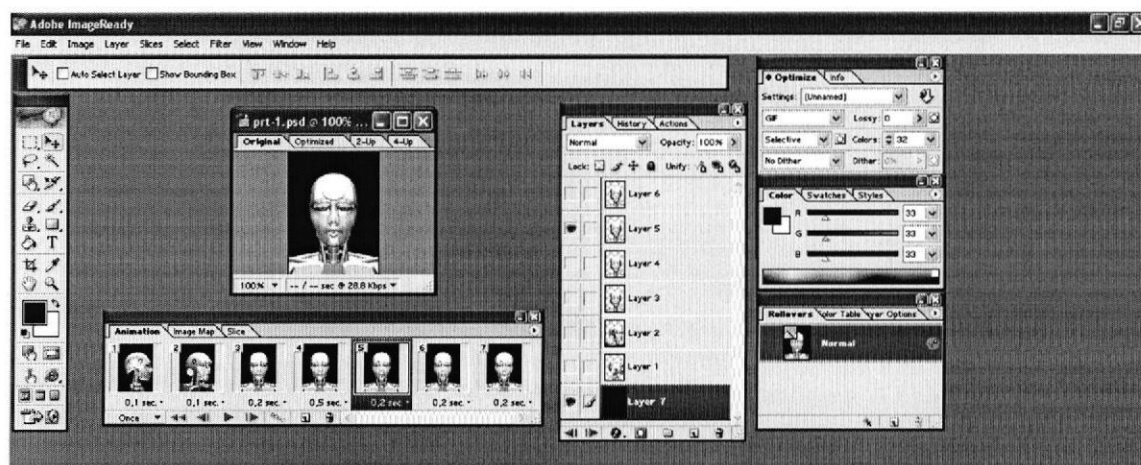 Adobe ImageReady
File Edit Image Layer Slices Select Filter View Window Help
Auto Select Layer Show Bounding Box
prt-1.psd @ 100% ...
Original Optimized 2-Up 4-Up
100% -- / -- sec @ 28.8 Kbps
Animation Image Map Slice
1 2 3 4 5 6 7
0,1 sec. 0,1 sec. 0,2 sec. 0,5 sec. 0,2 sec. 0,2 sec. 0,2 sec.
Once
Layers History Actions
Normal Opacity: 100%
Lock: Unify:
Layer 6
Layer 5
Layer 4
Layer 3
Layer 2
Layer 1
Layer 7
Optimize Info
Settings: [Unnamed]
GIF Lossy: 0
Selective Colors: 32
No Dither Dither: 0%
Color Swatches Styles
R 33
G 33
B 33
Rollovers olor Table ayer Options
Normal